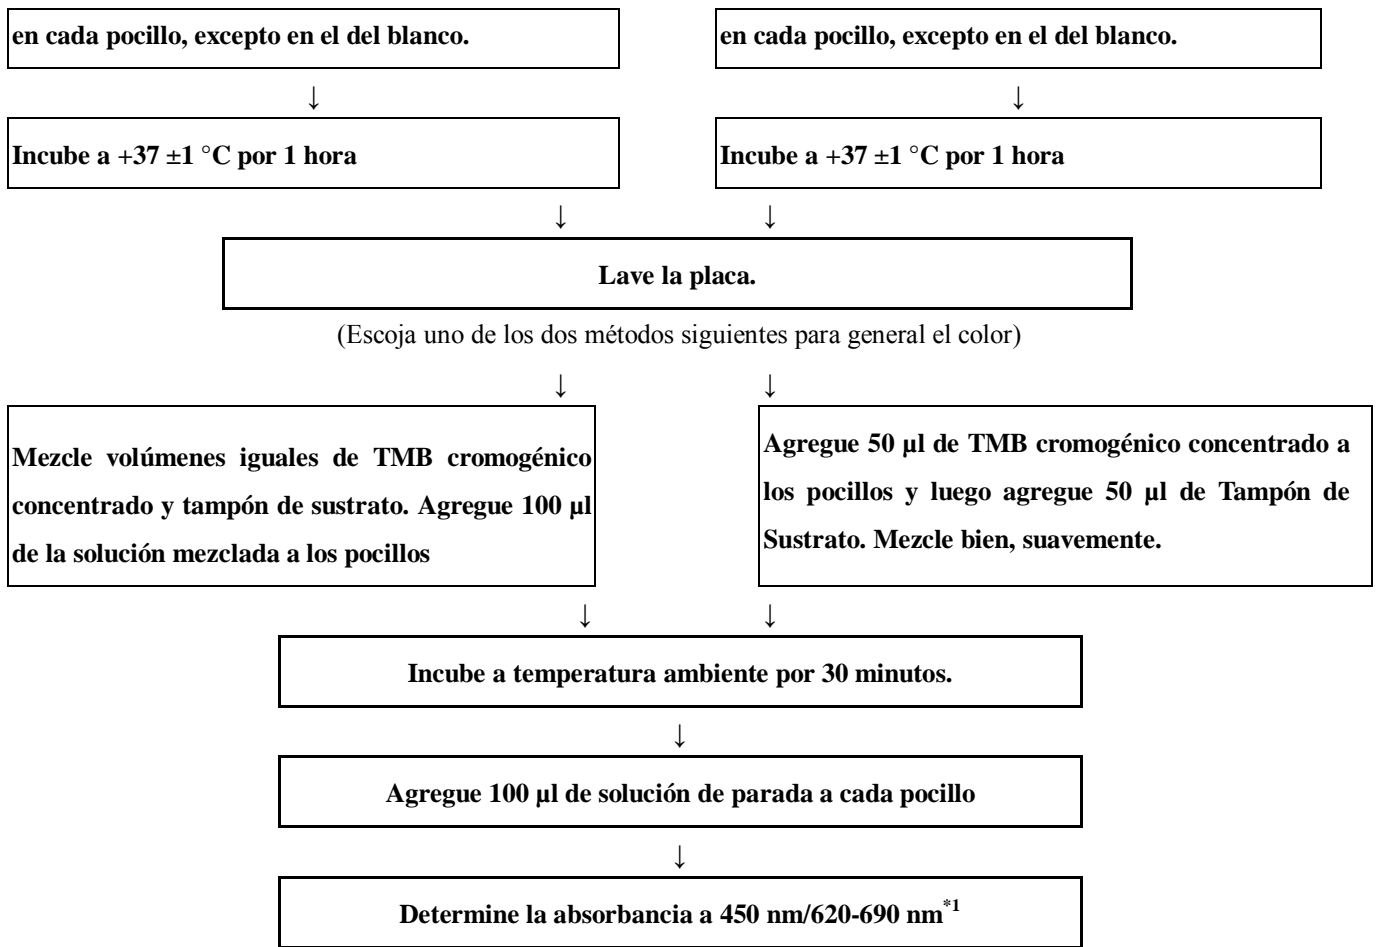 en cada pocillo, excepto en el del blanco.
en cada pocillo, excepto en el del blanco.
↓
↓
Incube a +37 ±1 °C por 1 hora
Incube a +37 ±1 °C por 1 hora
↓
↓
Lave la placa.
(Escoja uno de los dos métodos siguientes para general el color)
↓
↓
Mezcle volúmenes iguales de TMB cromogénico
concentrado y tampón de sustrato. Agregue 100 µl
de la solución mezclada a los pocillos
Agregue 50 µl de TMB cromogénico concentrado a
los pocillos y luego agregue 50 µl de Tampón de
Sustrato. Mezcle bien, suavemente.
↓
↓
Incube a temperatura ambiente por 30 minutos.
↓
Agregue 100 µl de solución de parada a cada pocillo
↓
Determine la absorbancia a 450 nm/620-690 nm*1